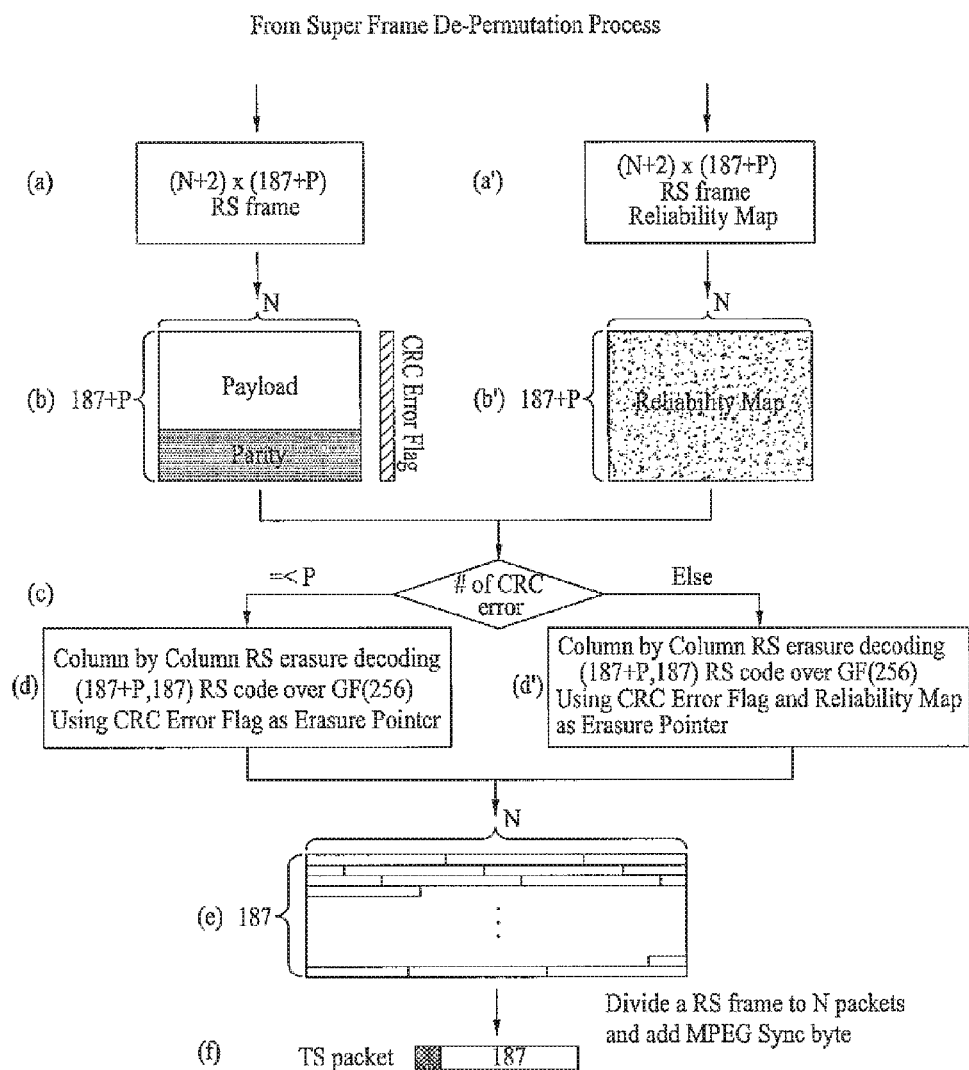 From Super Frame De-Permutation Process
(a)
(N+2) x (187+P)
RS frame
(a')
(N+2) x (187+P)
RS frame
Reliability Map
N
N
(b)
187+P
Payload
Parity
CRC Error Flag
(b')
187+P
Reliability Map
(c)
=< P
# of CRC
error
Else
(d)
Column by Column RS erasure decoding
(187+P,187) RS code over GF(256)
Using CRC Error Flag as Erasure Pointer
(d')
Column by Column RS erasure decoding
(187+P,187) RS code over GF(256)
Using CRC Error Flag and Reliability Map
as Erasure Pointer
N
(e)
187
Divide a RS frame to N packets
and add MPEG Sync byte
(f)
TS packet
187